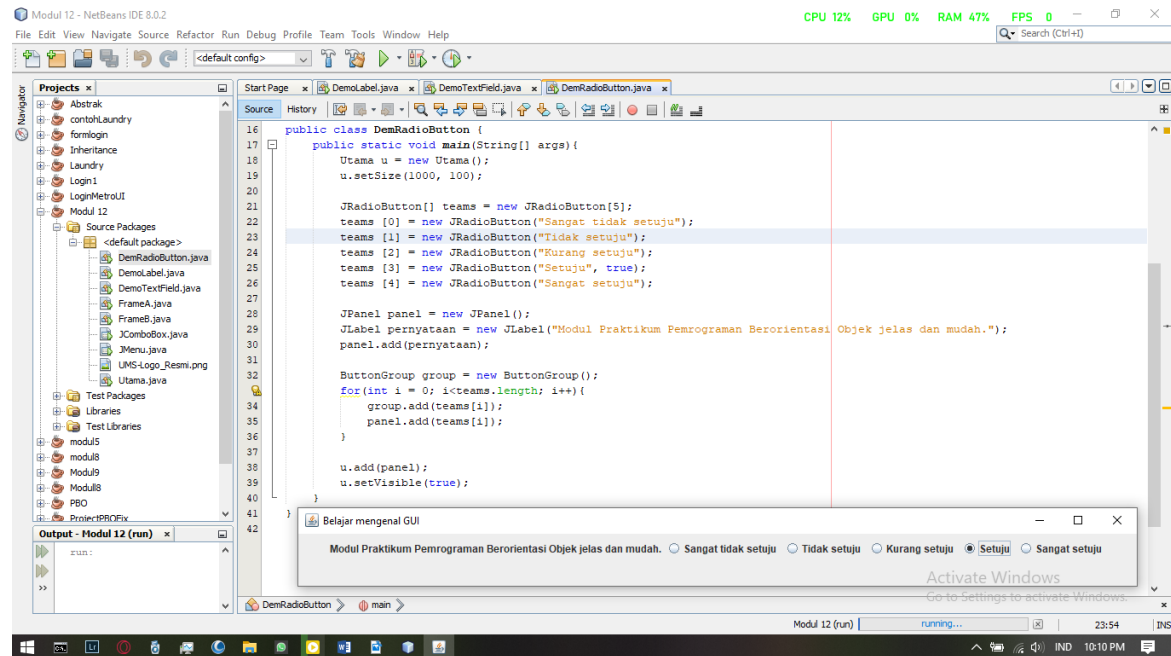 Modul 12 - NetBeans IDE 8.0.2
CPU 12% GPU 0% RAM 47% FPS 0
File Edit View Navigate Source Refactor Run Debug Profile Team Tools Window Help
Search (Ctrl+I)
<default config>
Navigator
Projects
Abstrak
contohLaundry
formlogin
Inheritance
Laundry
Login1
LoginMetroUI
Modul 12
Source Packages
<default package>
DemRadioButton.java
DemoLabel.java
DemoTextField.java
FrameA.java
FrameB.java
JComboBox.java
JMenu.java
UMS-Logo_Resmi.png
Utama.java
Test Packages
Libraries
Test Libraries
modul5
modul8
Modul9
Modull8
PBO
ProjectPBOFix
Output - Modul 12 (run)
run:
Start Page DemoLabel.java DemoTextField.java DemRadioButton.java
Source History
16 public class DemRadioButton {
17 public static void main(String[] args){
18 Utama u = new Utama();
19 u.setSize(1000, 100);
20
21 JRadioButton[] teams = new JRadioButton[5];
22 teams [0] = new JRadioButton("Sangat tidak setuju");
23 teams [1] = new JRadioButton("Tidak setuju");
24 teams [2] = new JRadioButton("Kurang setuju");
25 teams [3] = new JRadioButton("Setuju", true);
26 teams [4] = new JRadioButton("Sangat setuju");
27
28 JPanel panel = new JPanel();
29 JLabel pernyataan = new JLabel("Modul Praktikum Pemrograman Berorientasi Objek jelas dan mudah.");
30 panel.add(pernyataan);
31
32 ButtonGroup group = new ButtonGroup();
for(int i = 0; i<teams.length; i++){
34 group.add(teams[i]);
35 panel.add(teams[i]);
36 }
37
38 u.add(panel);
39 u.setVisible(true);
40 }
41 }
42
Belajar mengenal GUI
Modul Praktikum Pemrograman Berorientasi Objek jelas dan mudah. Sangat tidak setuju Tidak setuju Kurang setuju Setuju Sangat setuju
Activate Windows
Go to Settings to activate Windows.
DemRadioButton main
Modul 12 (run) running... 23:54 INS
IND 10:10 PM